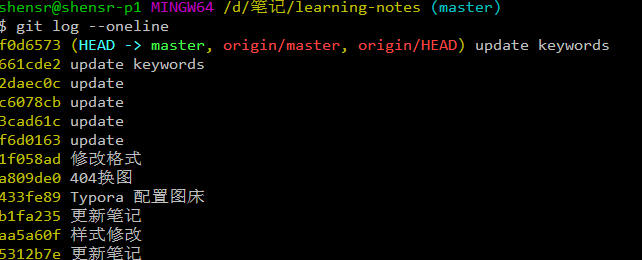 shensr@shensr-p1 MINGW64 /d/笔记/learning-notes (master)
$ git log --oneline
f0d6573 (HEAD -> master, origin/master, origin/HEAD) update keywords
661cde2 update keywords
2daec0c update
c6078cb update
3cad61c update
f6d0163 update
1f058ad 修改格式
a809de0 404换图
433fe89 Typora 配置图床
b1fa235 更新笔记
aa5a60f 样式修改
5312b7e 更新笔记